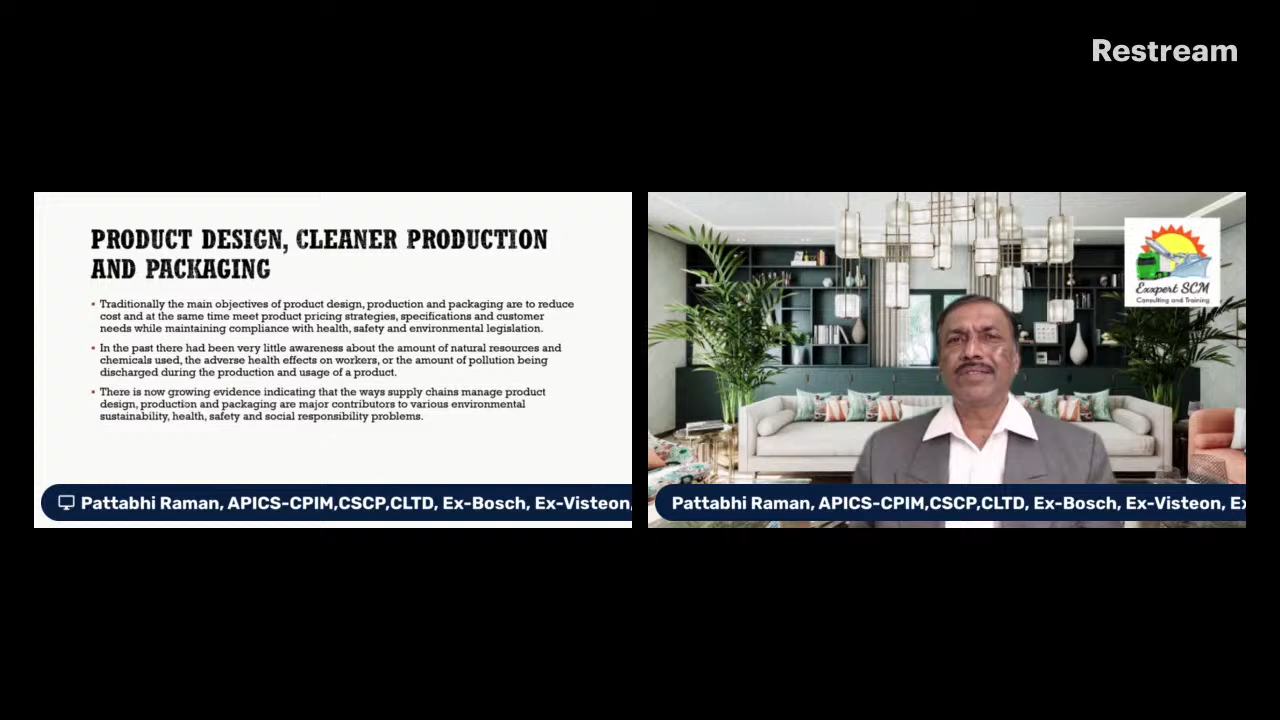 Restream
PRODUCT DESIGN, CLEANER PRODUCTION
AND PACKAGING
Traditionally the main objectives of product design, production and packaging are to reduce
cost and at the same time meet product pricing strategies, specifications and customer
needs while maintaining compliance with health, safety and environmental legislation.
In the past there had been very little awareness about the amount of natural resources and
chemicals used, the adverse health effects on workers, or the amount of pollution being
discharged during the production and usage of a product.
There is now growing evidence indicating that the ways supply chains manage product
design, production and packaging are major contributors to various environmental
sustainability, health, safety and social responsibility problems.
Pattabhi Raman, APICS-CPIM,CSCP,CLTD, Ex-Bosch, Ex-Visteon,
Exxpert SCM
Consulting and Training
Pattabhi Raman, APICS-CPIM,CSCP,CLTD, Ex-Bosch, Ex-Visteon, Ex